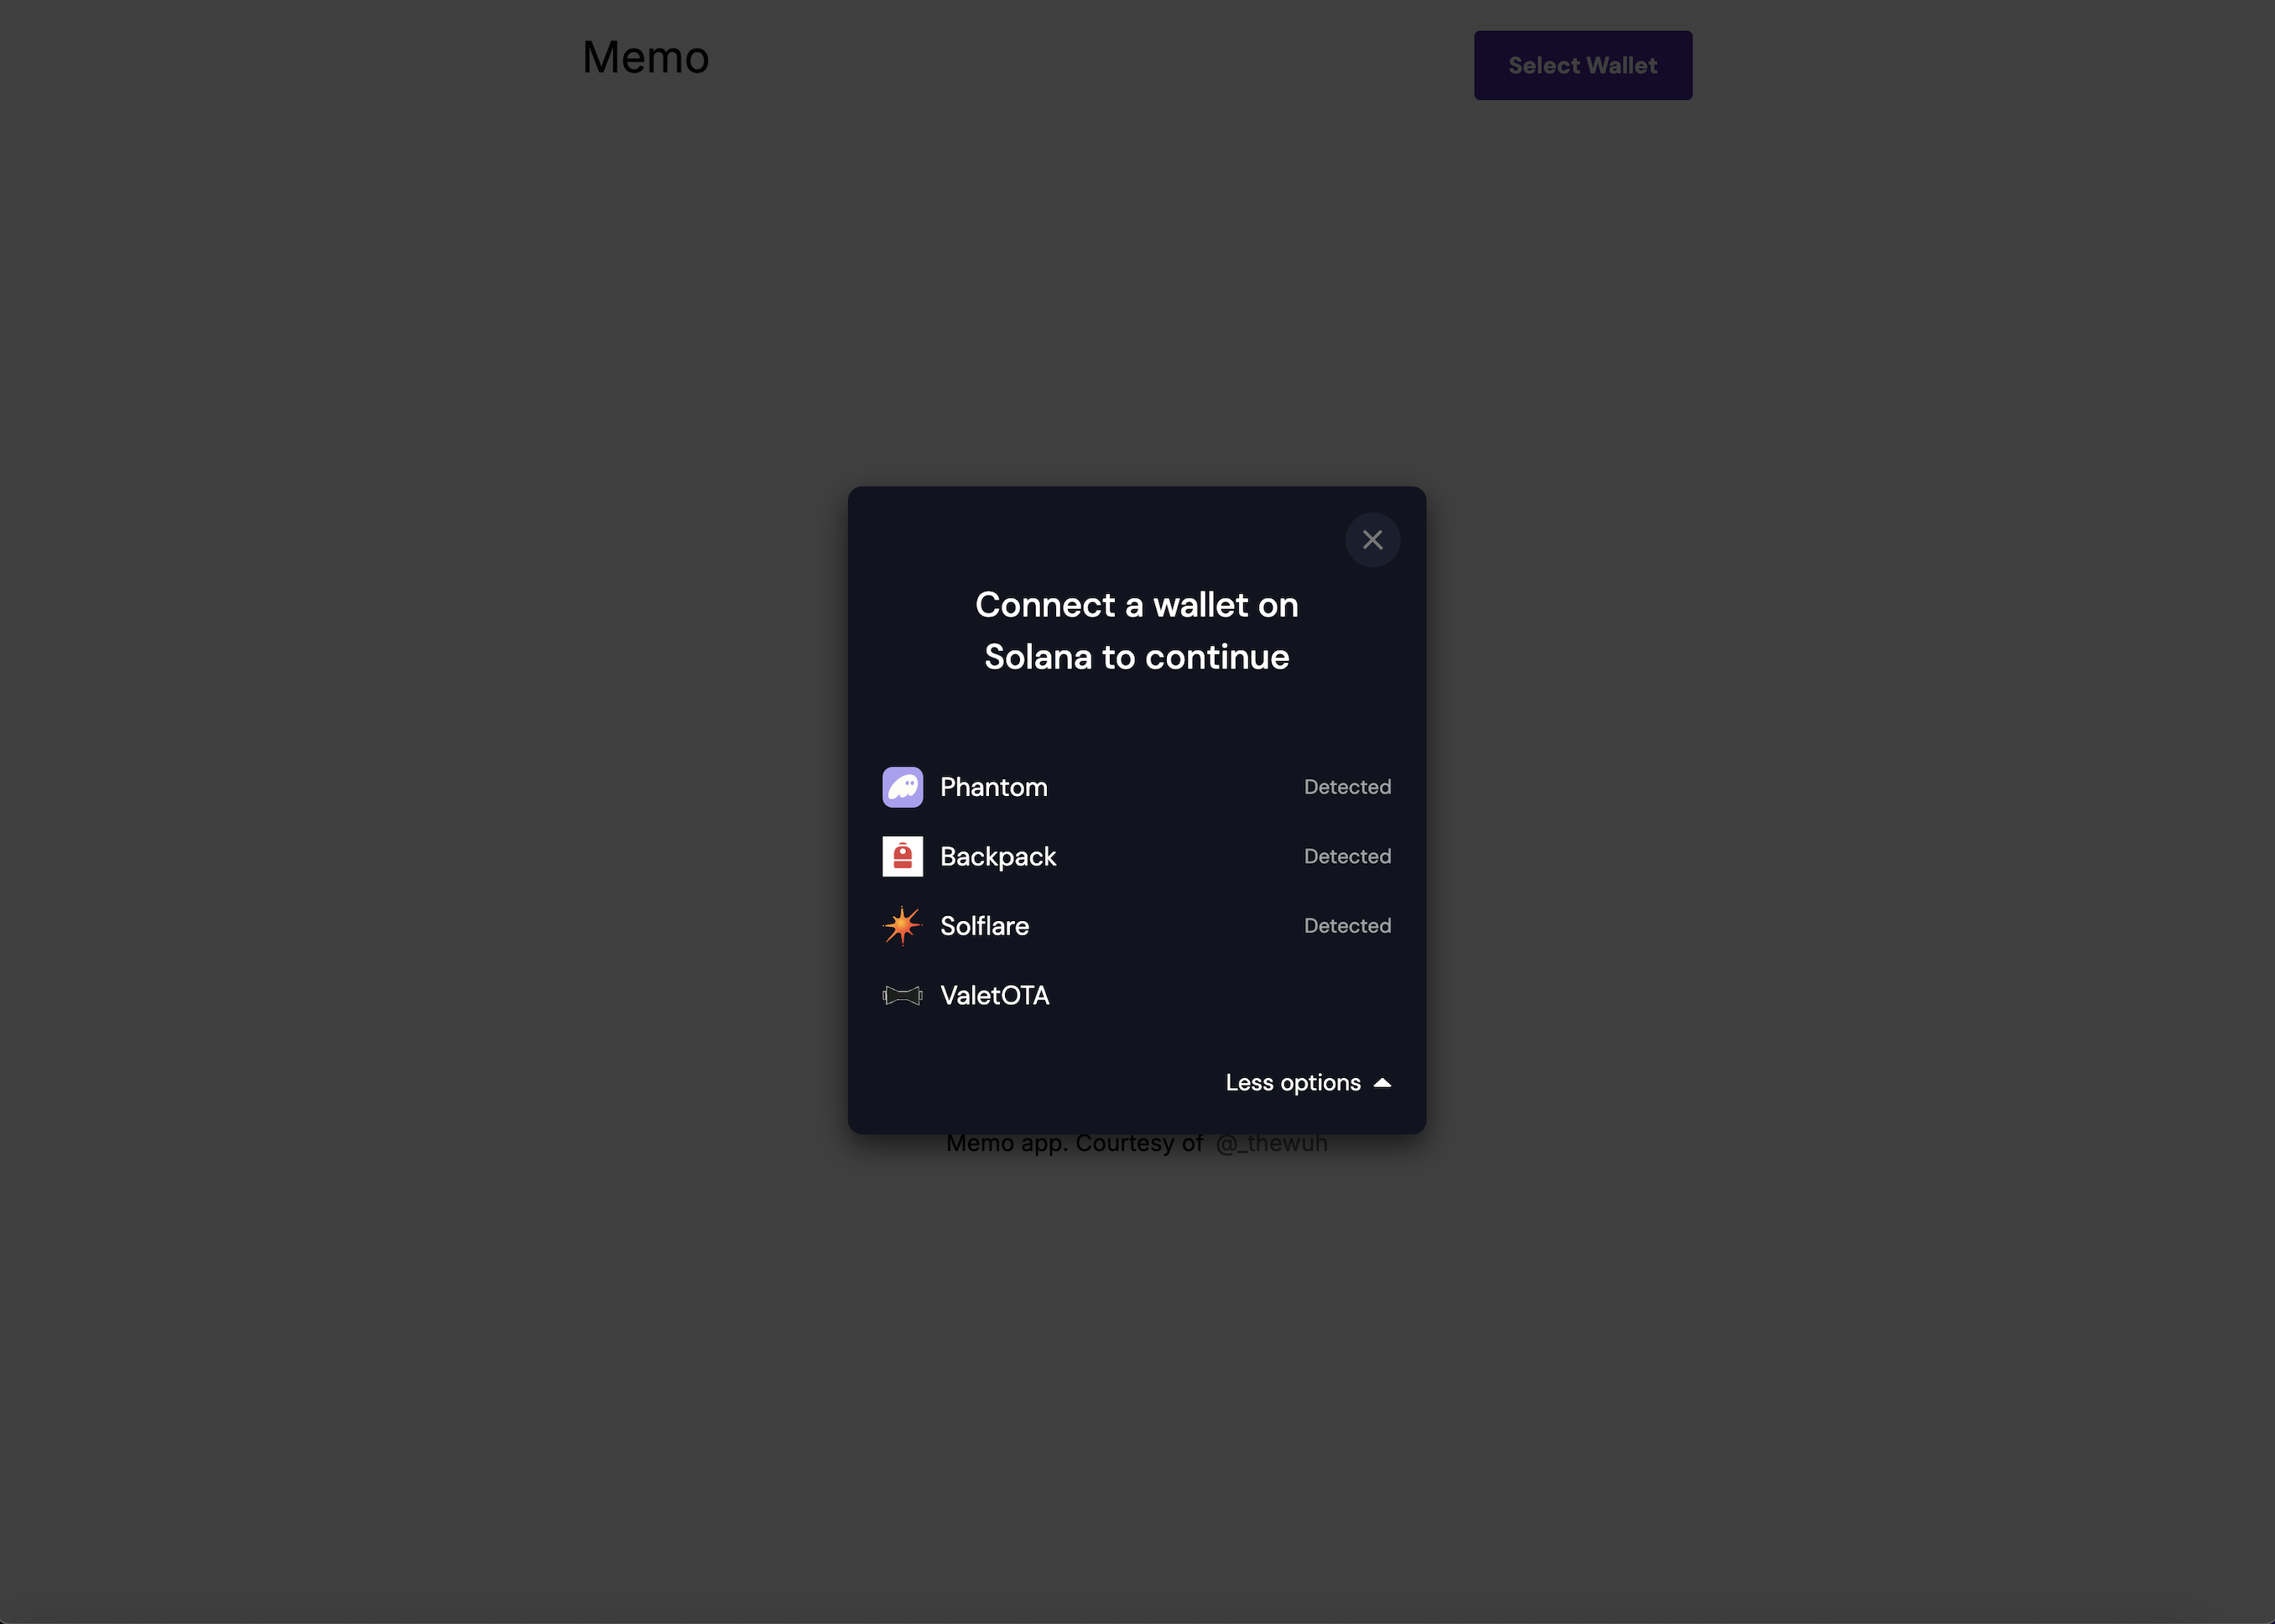 Memo
Select Wallet
Connect a wallet on
Solana to continue
Phantom
Detected
Backpack
Detected
Solflare
Detected
ValetOTA
Less options
Memo app. Courtesy of @_thewuh